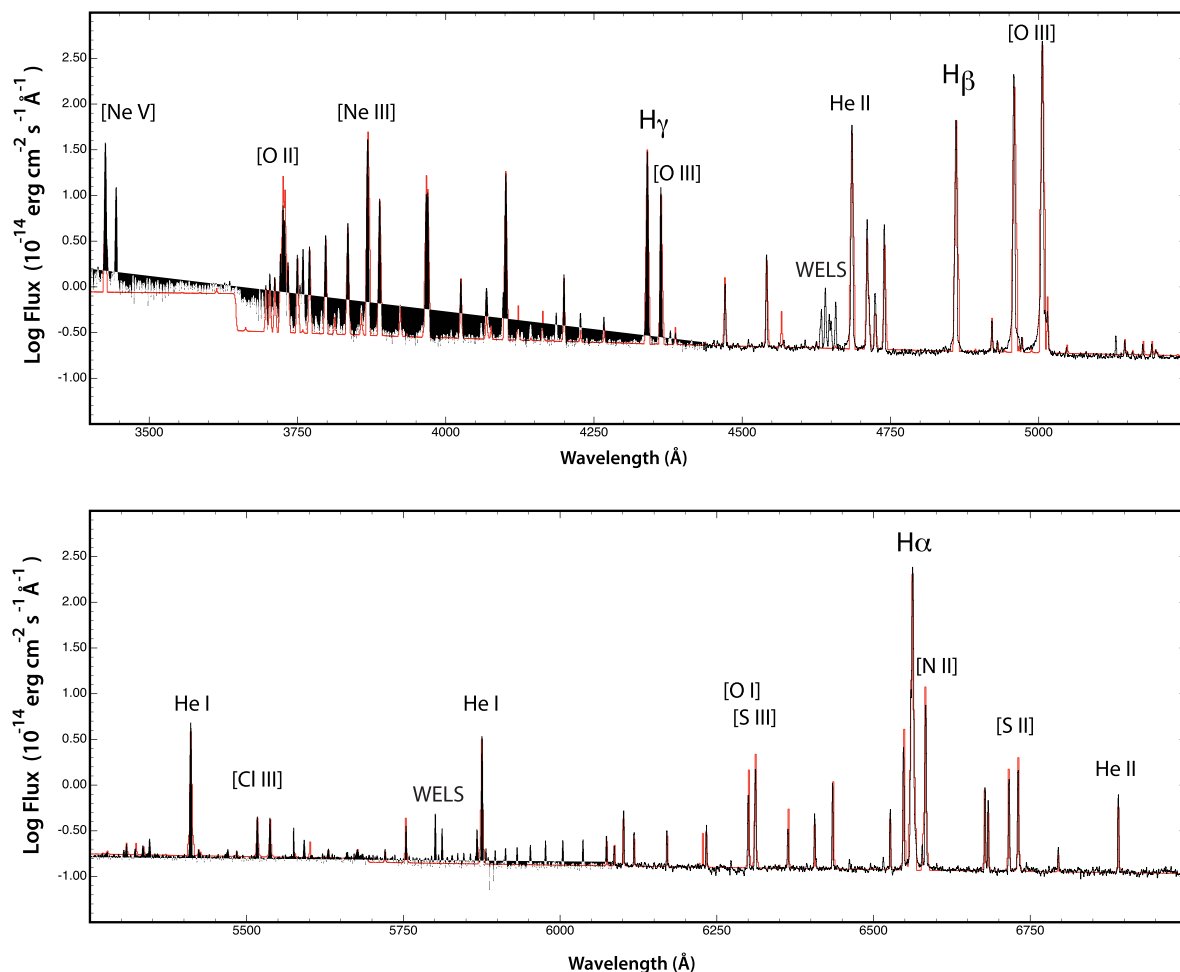 [O III]
2.50
Hβ
[Ne V]
[Ne III]
Hγ
He II
2.00
[O II]
[O III]
1.50
1.00
WELS
0.50
0.00
-0.50
-1.00
Log Flux (10⁻¹⁴ erg cm⁻² s⁻¹ Å⁻¹)
3500 3750 4000 4250 4500 4750 5000
Wavelength (Å)
2.50
Hα
2.00
1.50
[N II]
1.00
He I
He I
[O I]
[S III]
[S II]
0.50
[Cl III]
WELS
He II
0.00
-0.50
-1.00
Log Flux (10⁻¹⁴ erg cm⁻² s⁻¹ Å⁻¹)
5500 5750 6000 6250 6500 6750
Wavelength (Å)